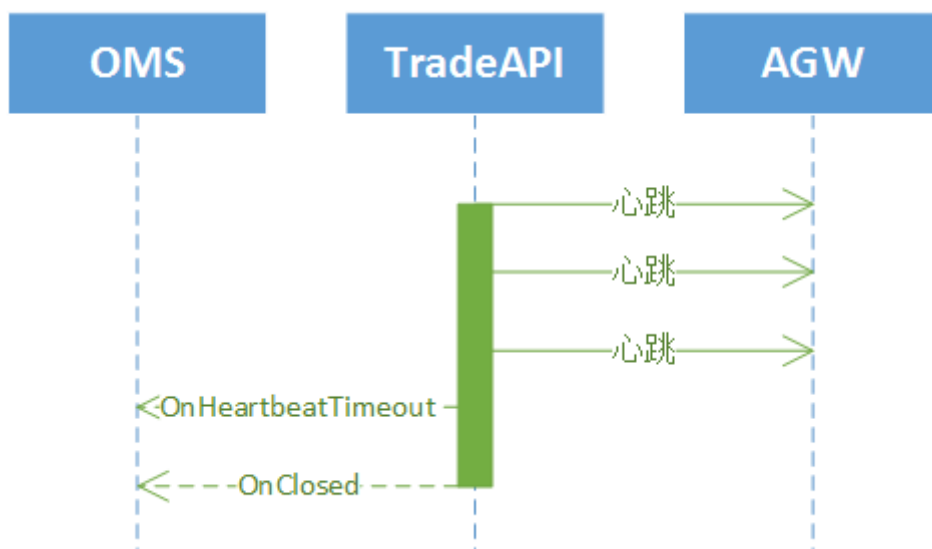 OMS
TradeAPI
AGW
心跳
心跳
心跳
OnHeartbeatTimeout
OnClosed